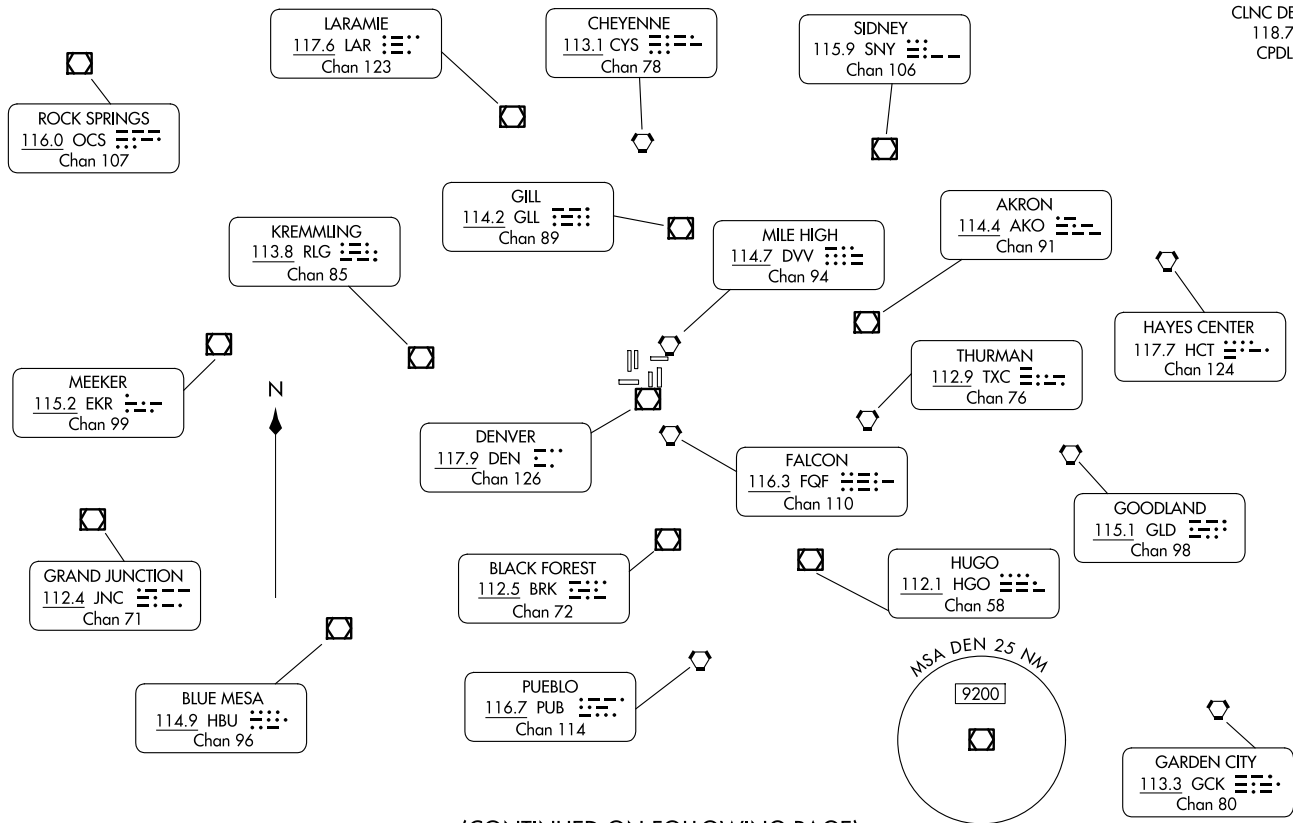 CLNC DE
118.7
CPDL
LARAMIE
117.6 LAR
Chan 123
CHEYENNE
113.1 CYS
Chan 78
SIDNEY
115.9 SNY
Chan 106
ROCK SPRINGS
116.0 OCS
Chan 107
GILL
114.2 GLL
Chan 89
AKRON
114.4 AKO
Chan 91
KREMMLING
113.8 RLG
Chan 85
MILE HIGH
114.7 DVV
Chan 94
HAYES CENTER
117.7 HCT
Chan 124
THURMAN
112.9 TXC
Chan 76
MEEKER
115.2 EKR
Chan 99
N
DENVER
117.9 DEN
Chan 126
FALCON
116.3 FQF
Chan 110
GOODLAND
115.1 GLD
Chan 98
GRAND JUNCTION
112.4 JNC
Chan 71
BLACK FOREST
112.5 BRK
Chan 72
HUGO
112.1 HGO
Chan 58
MSA DEN 25 NM
9200
BLUE MESA
114.9 HBU
Chan 96
PUEBLO
116.7 PUB
Chan 114
GARDEN CITY
113.3 GCK
Chan 80
(CONTINUED ON FOLLOWING PAGE)